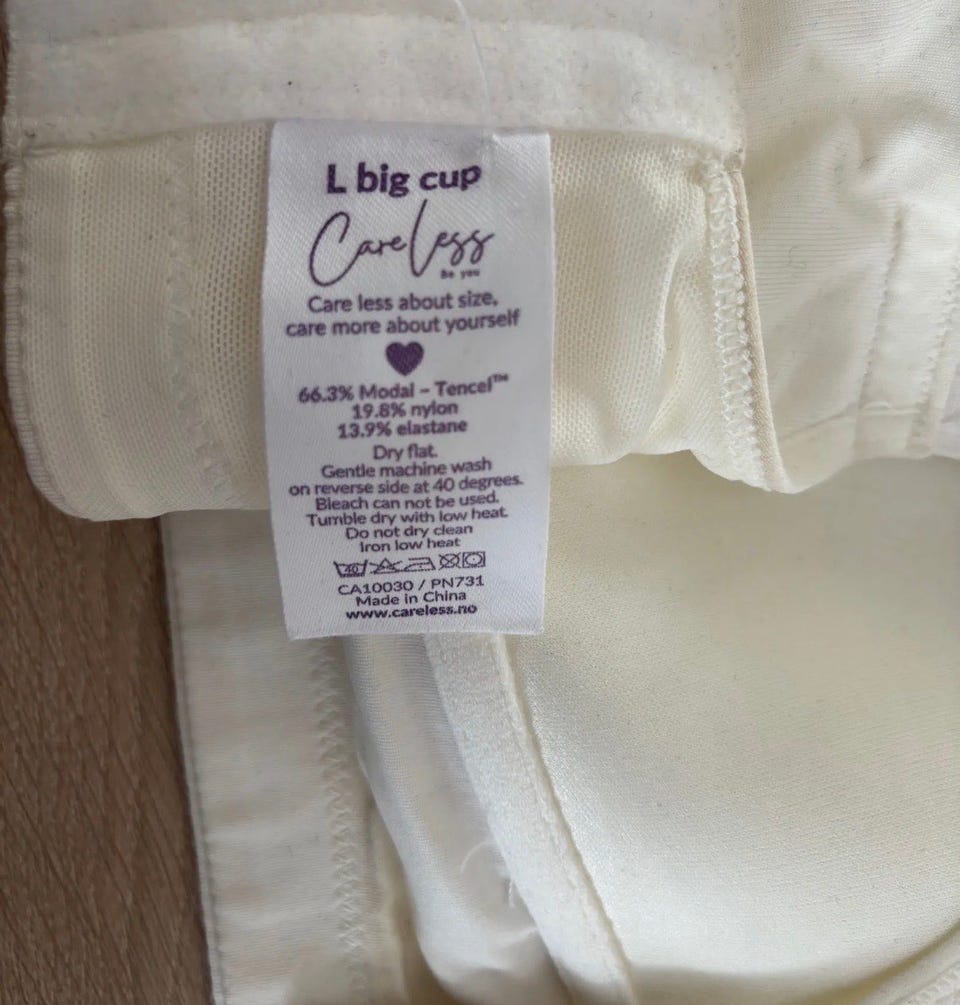 L big cup
CareLess
Be you
Care less about size,
care more about yourself
66.3% Modal – Tencel™
19.8% nylon
13.9% elastane
Dry flat.
Gentle machine wash
on reverse side at 40 degrees.
Bleach can not be used.
Tumble dry with low heat.
Do not dry clean
Iron low heat
40
CA10030 / PN731
Made in China
www.careless.no